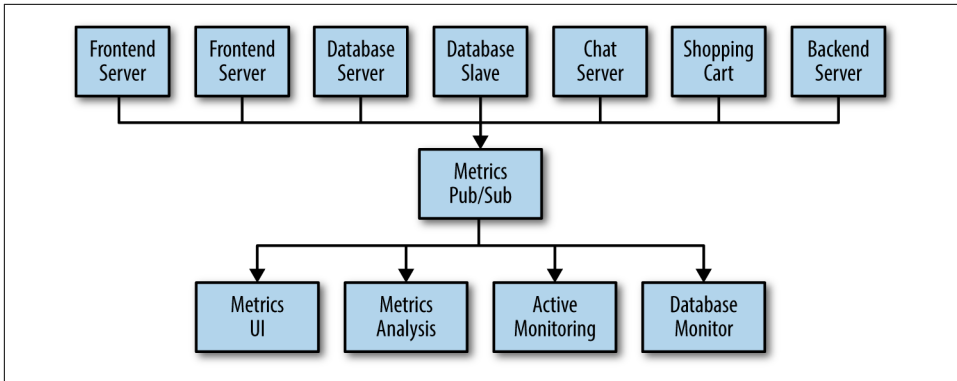 Frontend
Server
Frontend
Server
Database
Server
Database
Slave
Chat
Server
Shopping
Cart
Backend
Server
Metrics
Pub/Sub
Metrics
UI
Metrics
Analysis
Active
Monitoring
Database
Monitor